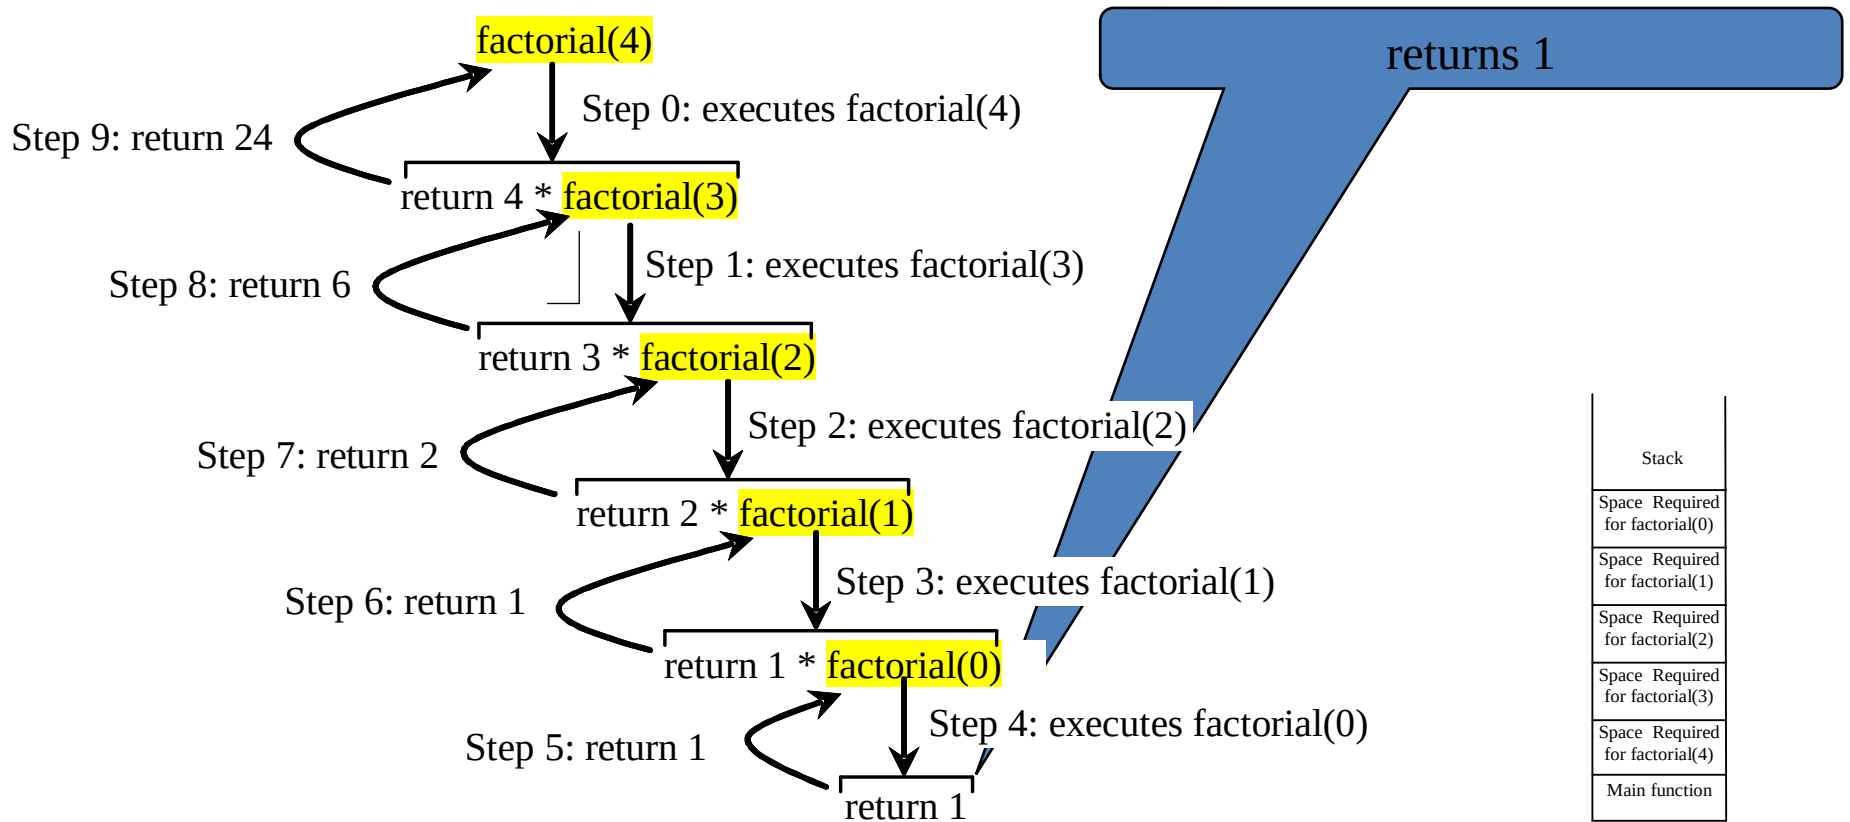 factorial(4)
returns 1
Step 0: executes factorial(4)
Step 9: return 24
return 4 * factorial(3)
Step 1: executes factorial(3)
Step 8: return 6
return 3 * factorial(2)
Step 2: executes factorial(2)
Step 7: return 2
return 2 * factorial(1)
Step 3: executes factorial(1)
Step 6: return 1
return 1 * factorial(0)
Step 4: executes factorial(0)
Step 5: return 1
return 1
Stack
Space Required
for factorial(0)
Space Required
for factorial(1)
Space Required
for factorial(2)
Space Required
for factorial(3)
Space Required
for factorial(4)
Main function